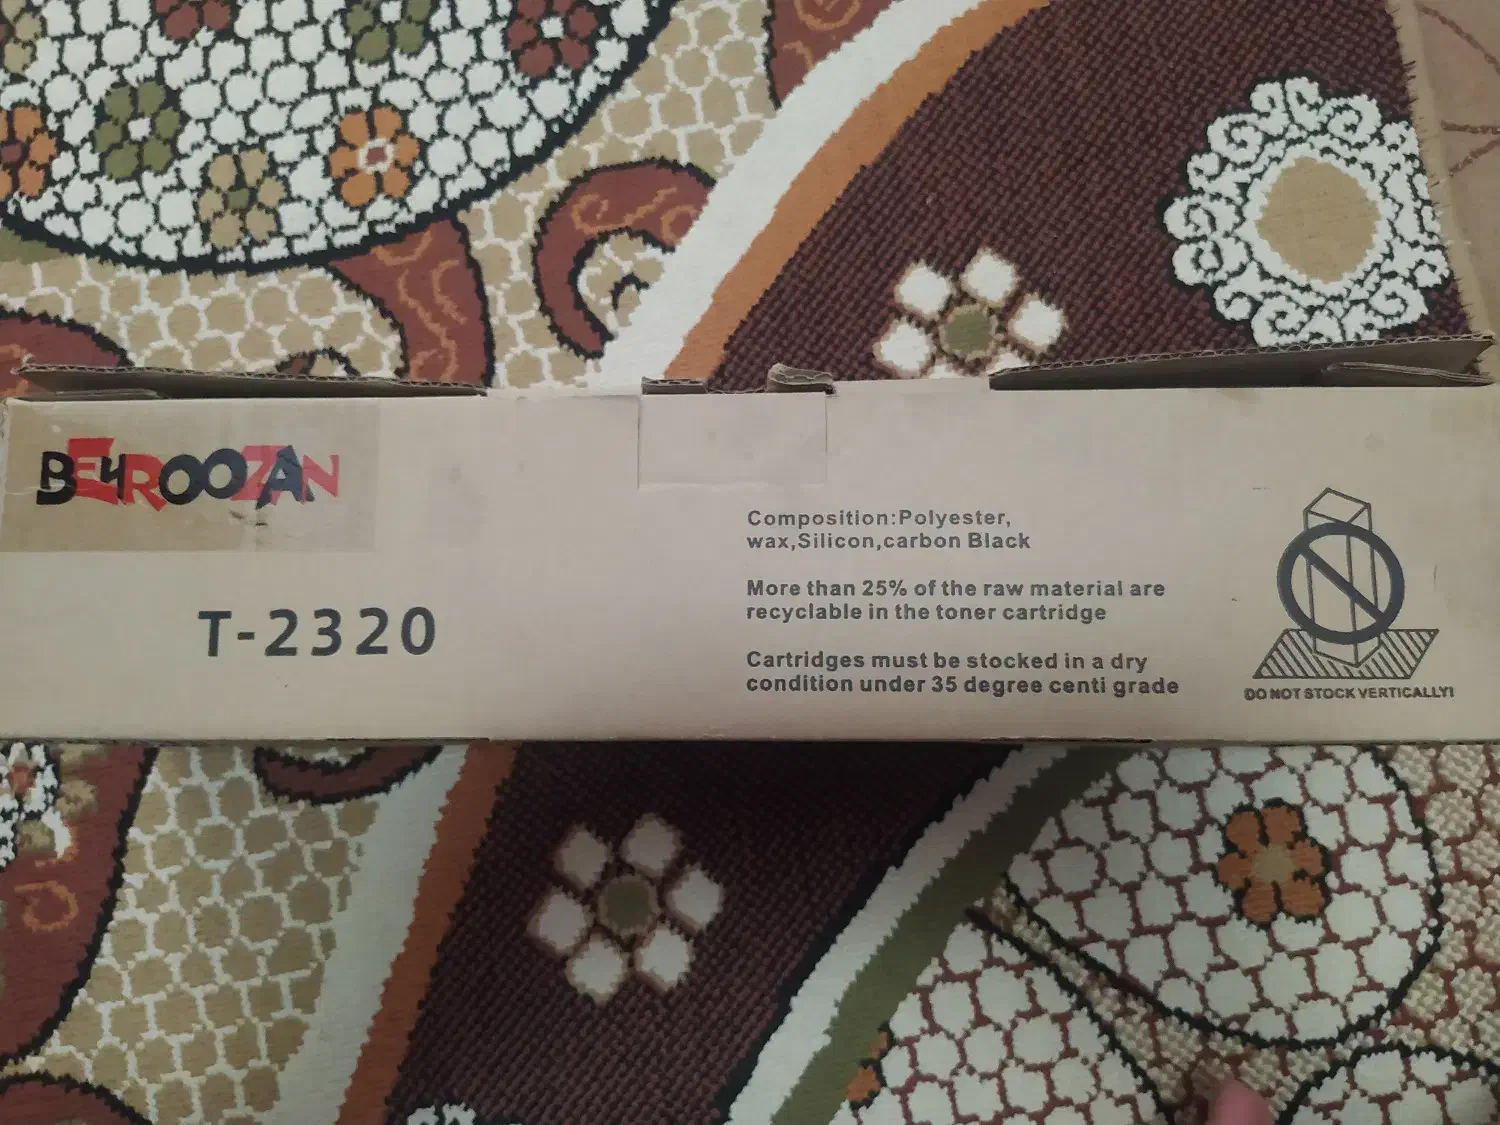 BEYROOZAN
T-2320
Composition:Polyester,
wax,Silicon,carbon Black
More than 25% of the raw material are
recyclable in the toner cartridge
Cartridges must be stocked in a dry
condition under 35 degree centi grade
DO NOT STOCK VERTICALLY!